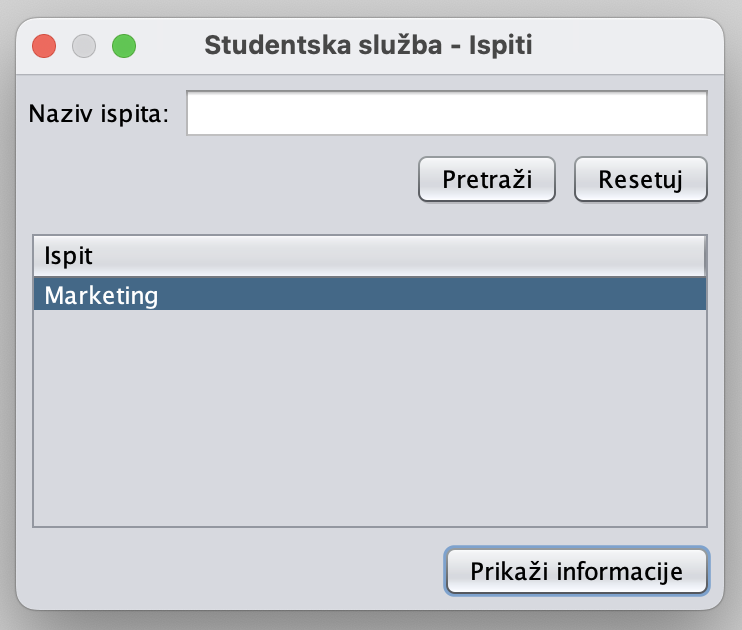 Studentska služba - Ispiti
Naziv ispita:
Pretraži Resetuj
Ispit
Marketing
Prikaži informacije